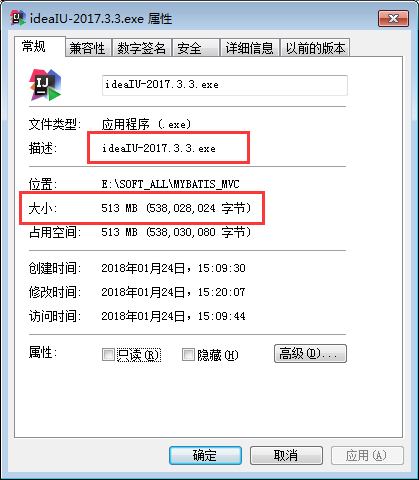 ideaIU-2017.3.3.exe 属性
常规 兼容性 数字签名 安全 详细信息 以前的版本
IJ
ideaIU-2017.3.3.exe
文件类型: 应用程序 (.exe)
描述: ideaIU-2017.3.3.exe
位置: E:\SOFT_ALL\MYBATIS_MVC
大小: 513 MB (538,028,024 字节)
占用空间: 513 MB (538,030,080 字节)
创建时间: 2018年01月24日，15:09:30
修改时间: 2018年01月24日，15:20:07
访问时间: 2018年01月24日，15:09:44
属性: 只读(R) 隐藏(H) 高级(D)...
确定 取消 应用(A)